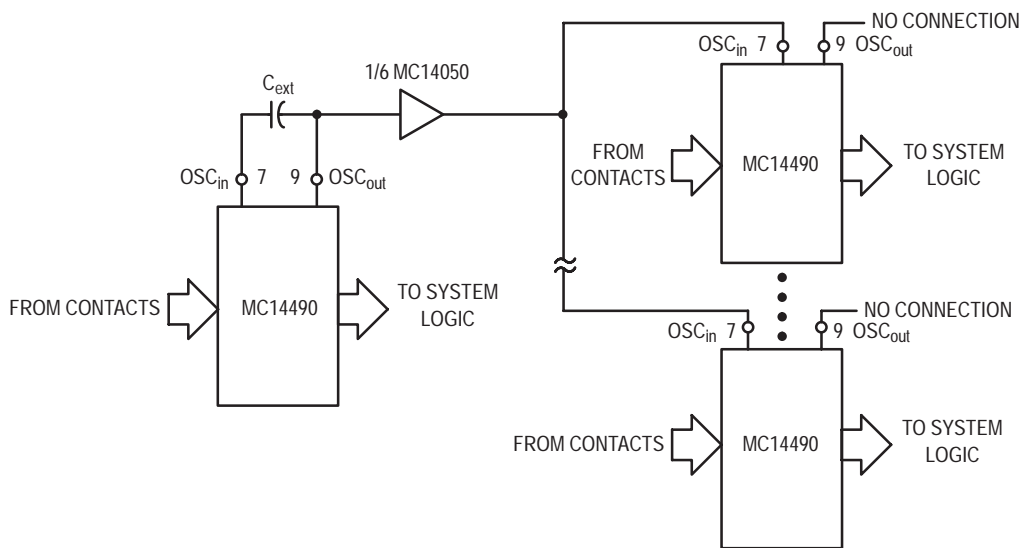 NO CONNECTION
OSCin 7 9 OSCout
1/6 MC14050
Cext
FROM
CONTACTS
MC14490
TO SYSTEM
LOGIC
OSCin 7 9 OSCout
FROM CONTACTS
MC14490
TO SYSTEM
LOGIC
NO CONNECTION
OSCin 7 9 OSCout
FROM CONTACTS
MC14490
TO SYSTEM
LOGIC